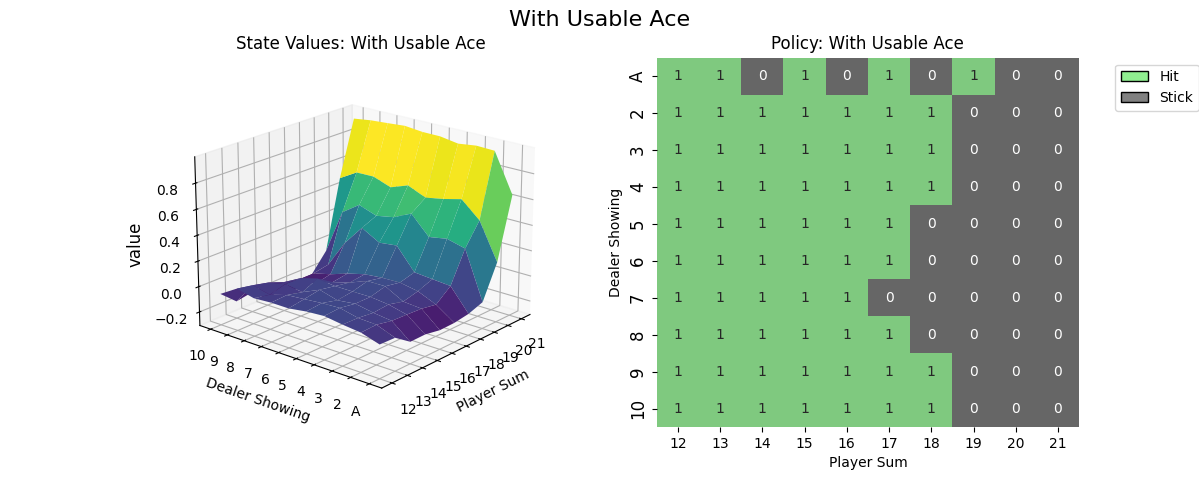 With Usable Ace
State Values: With Usable Ace
0.8
0.6
0.4
0.2
0.0
−0.2
value
10 9 8 7 6 5 4 3 2 A
Dealer Showing
12 13 14 15 16 17 18 19 20 21
Player Sum
Policy: With Usable Ace
A 1 1 0 1 0 1 0 1 0 0
2 1 1 1 1 1 1 1 0 0 0
3 1 1 1 1 1 1 1 0 0 0
4 1 1 1 1 1 1 1 0 0 0
5 1 1 1 1 1 1 0 0 0 0
6 1 1 1 1 1 1 0 0 0 0
7 1 1 1 1 1 0 0 0 0 0
8 1 1 1 1 1 1 0 0 0 0
9 1 1 1 1 1 1 1 0 0 0
10 1 1 1 1 1 1 1 0 0 0
Dealer Showing
12 13 14 15 16 17 18 19 20 21
Player Sum
Hit
Stick